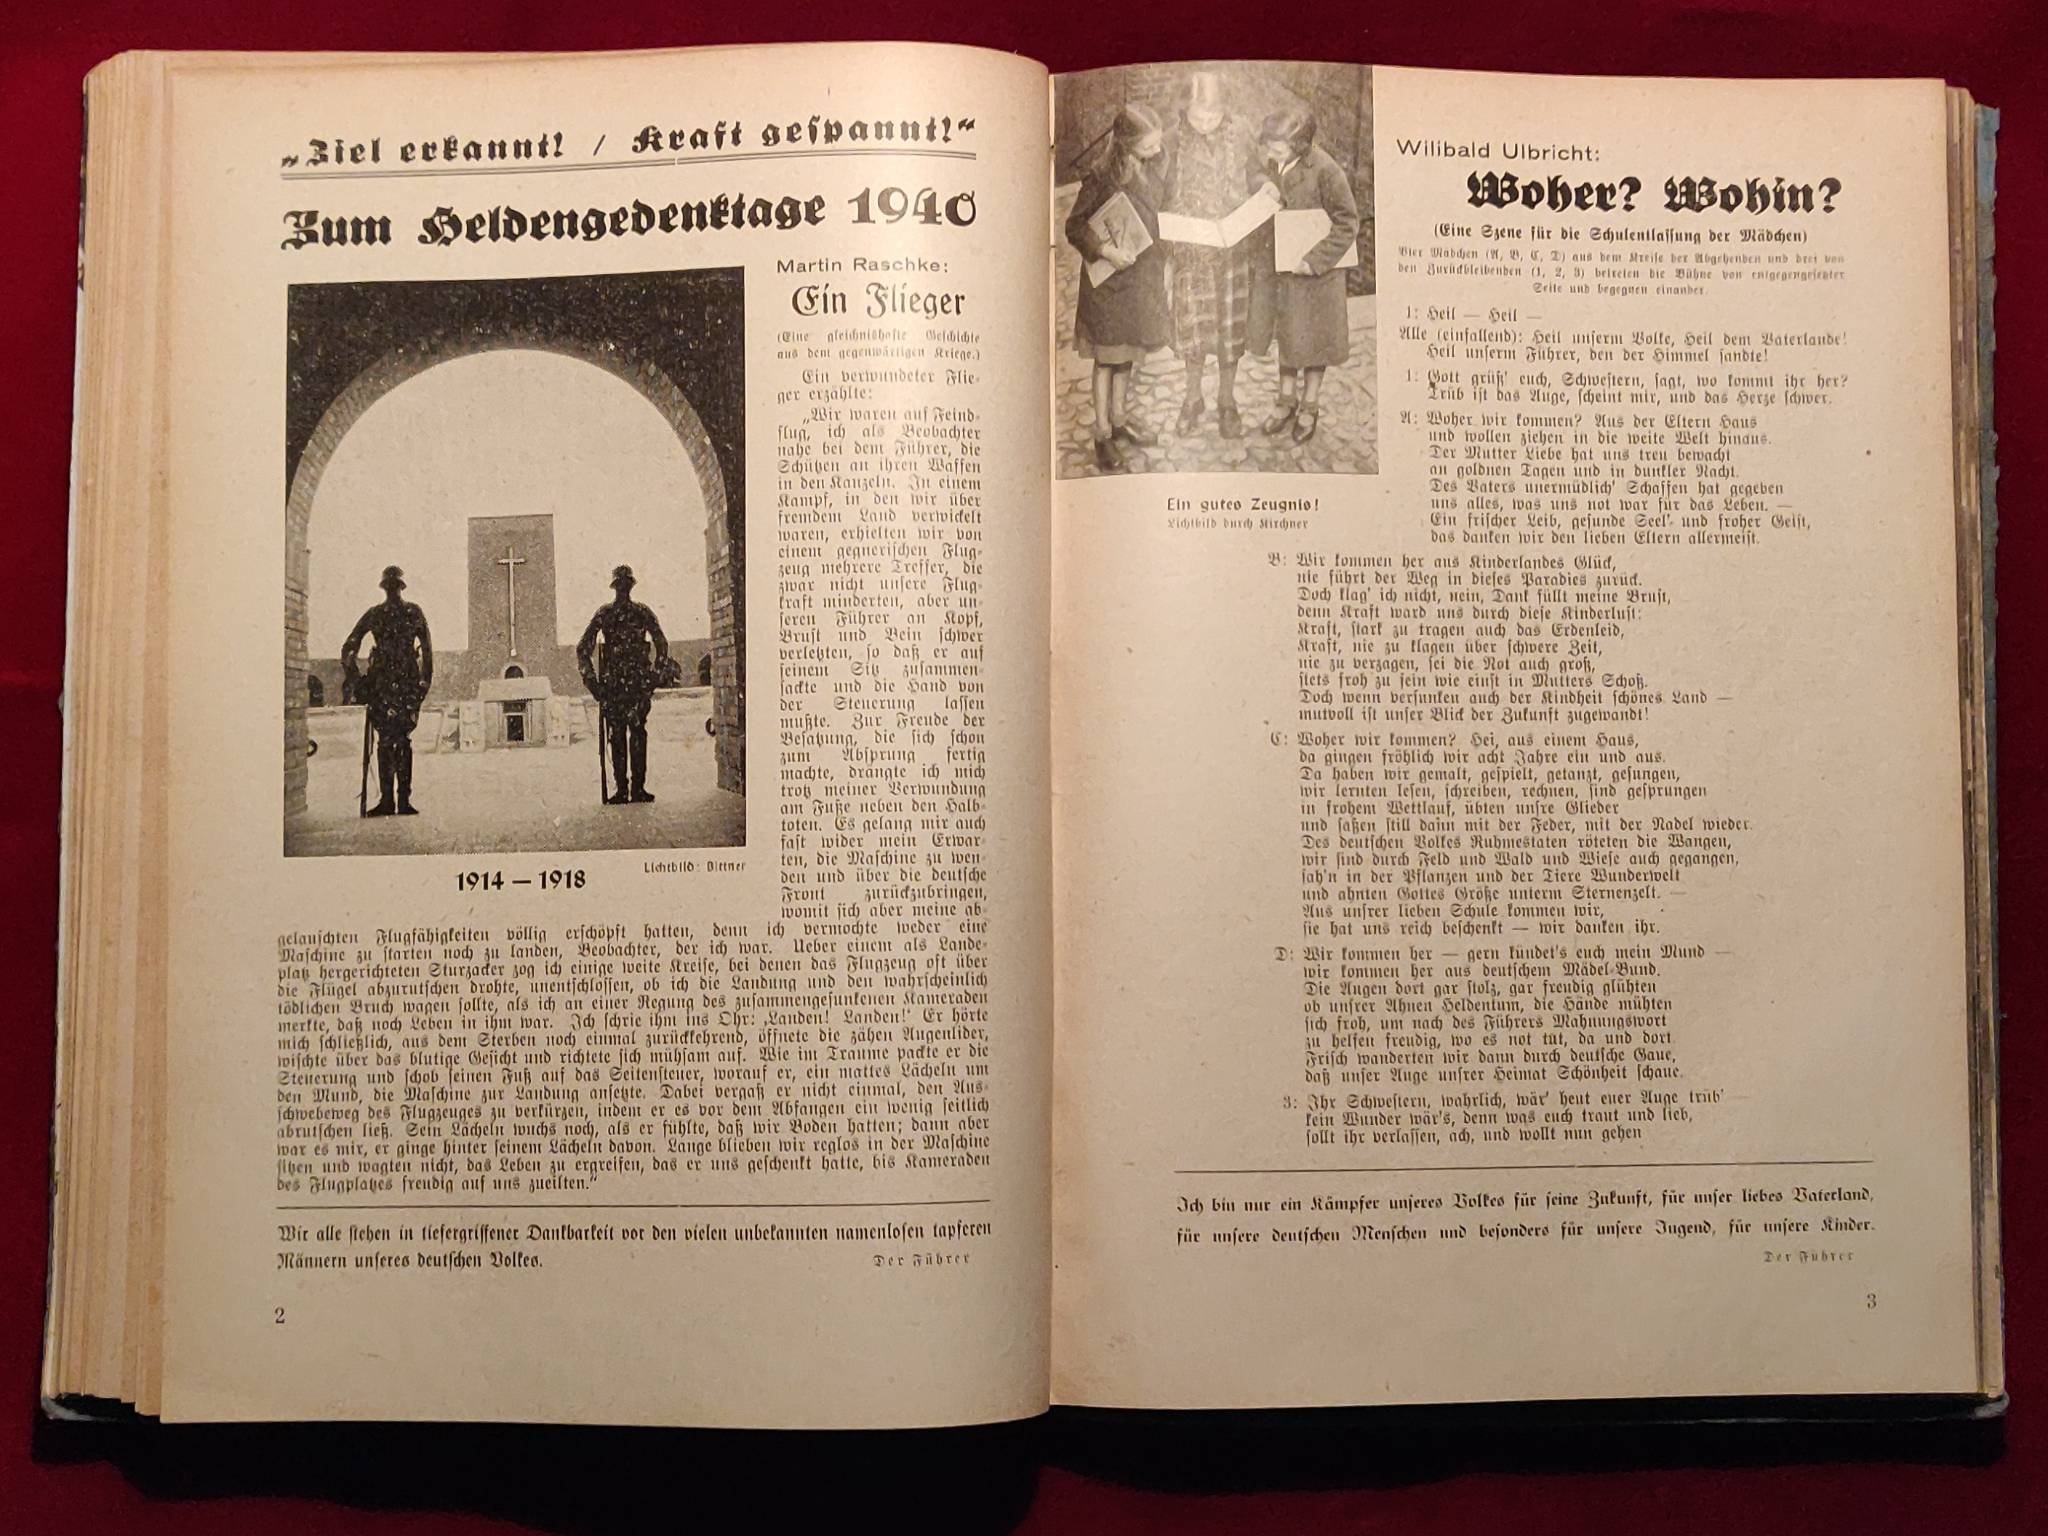 „Ziel erkannt! / Kraft gespannt!“
Zum Heldengedenktage 1940
Martin Raschke:
Ein Flieger
(Eine gleichnishafte Geschichte
aus dem gegenwärtigen Kriege.)
Ein verwundeter Flie-
ger erzählte:
„Wir waren auf Feind-
flug, ich als Beobachter
nahe bei dem Führer, die
Schützen an ihren Waffen
in den Kanzeln. In einem
Kampf, in den wir über
fremdem Land verwickelt
waren, erhielten wir von
einem gegnerischen Flug-
zeug mehrere Treffer, die
zwar nicht unsere Flug-
kraft minderten, aber un-
seren Führer an Kopf,
Brust und Bein schwer
verletzten, so daß er auf
seinem Sitz zusammen-
sackte und die Hand von
der Steuerung lassen
mußte. Zur Freude der
Besatzung, die sich schon
zum Absprung fertig
machte, drängte ich mich
trotz meiner Verwundung
am Fuße neben den Halb-
toten. Es gelang mir auch
fast wider mein Erwar-
ten, die Maschine zu wen-
den und über die deutsche
Front zurückzubringen,
womit sich aber meine ab-
gelauschten Flugfähigkeiten völlig erschöpft hatten, denn ich vermochte weder eine
Maschine zu starten noch zu landen, Beobachter, der ich war. Ueber einem als Lande-
platz hergerichteten Sturzacker zog ich einige weite Kreise, bei denen das Flugzeug oft über
die Flügel abzurutschen drohte, unentschlossen, ob ich die Landung und den wahrscheinlich
tödlichen Bruch wagen sollte, als ich an einer Regung des zusammengesunkenen Kameraden
merkte, daß noch Leben in ihm war. Ich schrie ihm ins Ohr: ‚Landen! Landen!‘ Er hörte
mich schließlich, aus dem Sterben noch einmal zurückkehrend, öffnete die zähen Augenlider,
wischte über das blutige Gesicht und richtete sich mühsam auf. Wie im Traume packte er die
Steuerung und schob seinen Fuß auf das Seitensteuer, worauf er, ein mattes Lächeln um
den Mund, die Maschine zur Landung ansetzte. Dabei vergaß er nicht einmal, den Aus-
schwebeweg des Flugzeuges zu verkürzen, indem er es vor dem Abfangen ein wenig seitlich
abrutschen ließ. Sein Lächeln wuchs noch, als er fühlte, daß wir Boden hatten; dann aber
war es mir, er ginge hinter seinem Lächeln davon. Lange blieben wir reglos in der Maschine
sitzen und wagten nicht, das Leben zu ergreifen, das er uns geschenkt hatte, bis Kameraden
des Flugplatzes freudig auf uns zueilten.“
1914 – 1918
Lichtbild: Bittner
Wir alle stehen in tiefergriffener Dankbarkeit vor den vielen unbekannten namenlosen tapferen
Männern unseres deutschen Volkes.
Der Führer
2
Ein gutes Zeugnis!
Lichtbild durch Kirchner
Wilibald Ulbricht:
Woher? Wohin?
(Eine Szene für die Schulentlassung der Mädchen)
Vier Mädchen (A, B, C, D) aus dem Kreise der Abgehenden und drei von
den Zurückbleibenden (1, 2, 3) betreten die Bühne von entgegengesetzter
Seite und begegnen einander.
1: Heil — Heil —
Alle (einfallend): Heil unserm Volke, Heil dem Vaterlande!
Heil unserm Führer, den der Himmel sandte!
1: Gott grüß' euch, Schwestern, sagt, wo kommt ihr her?
Trüb ist das Auge, scheint mir, und das Herze schwer.
A: Woher wir kommen? Aus der Eltern Haus
und wollen ziehen in die weite Welt hinaus.
Der Mutter Liebe hat uns treu bewacht
an goldnen Tagen und in dunkler Nacht.
Des Vaters unermüdlich' Schaffen hat gegeben
uns alles, was uns not war für das Leben. —
Ein frischer Leib, gesunde Seel' und froher Geist,
das danken wir den lieben Eltern allermeist.
B: Wir kommen her aus Kinderlandes Glück,
nie führt der Weg in dieses Paradies zurück.
Doch klag' ich nicht, nein, Dank füllt meine Brust,
denn Kraft ward uns durch diese Kinderlust:
Kraft, stark zu tragen auch das Erdenleid,
Kraft, nie zu klagen über schwere Zeit,
nie zu verzagen, sei die Not auch groß,
stets froh zu sein wie einst in Mutters Schoß.
Doch wenn versunken auch der Kindheit schönes Land —
mutvoll ist unser Blick der Zukunft zugewandt!
C: Woher wir kommen? Hei, aus einem Haus,
da gingen fröhlich wir acht Jahre ein und aus.
Da haben wir gemalt, gespielt, getanzt, gesungen,
wir lernten lesen, schreiben, rechnen, sind gesprungen
in frohem Wettlauf, übten unsre Glieder
und saßen still dann mit der Feder, mit der Nadel wieder.
Des deutschen Volkes Ruhmestaten röteten die Wangen,
wir sind durch Feld und Wald und Wiese auch gegangen,
sah'n in der Pflanzen und der Tiere Wunderwelt
und ahnten Gottes Größe unterm Sternenzelt. —
Aus unsrer lieben Schule kommen wir,
sie hat uns reich beschenkt — wir danken ihr.
D: Wir kommen her — gern kündet's euch mein Mund —
wir kommen her aus deutschem Mädel-Bund.
Die Augen dort gar stolz, gar freudig glühten
ob unsrer Ahnen Heldentum, die Hände mühten
sich froh, um nach des Führers Mahnungswort
zu helfen freudig, wo es not tut, da und dort.
Frisch wanderten wir dann durch deutsche Gaue,
daß unser Auge unsrer Heimat Schönheit schaue.
3: Ihr Schwestern, wahrlich, wär' heut euer Auge trüb'
kein Wunder wär's, denn was euch traut und lieb,
sollt ihr verlassen, ach, und wollt nun gehen
Ich bin nur ein Kämpfer unseres Volkes für seine Zukunft, für unser liebes Vaterland,
für unsere deutschen Menschen und besonders für unsere Jugend, für unsere Kinder.
Der Führer
3